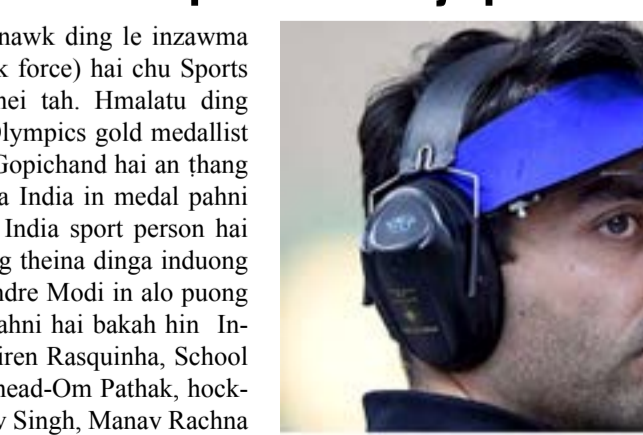 nawk ding le inzawma
k force) hai chu Sports
nei tah. Hmalatu ding
Olympics gold medallist
Gopichand hai an ṭhang
a India in medal pahni
India sport person hai
g theina dinga induong
ndre Modi in alo puong
ahni hai bakah hin In-
iren Rasquinha, School
head-Om Pathak, hock-
y Singh, Manav Rachna